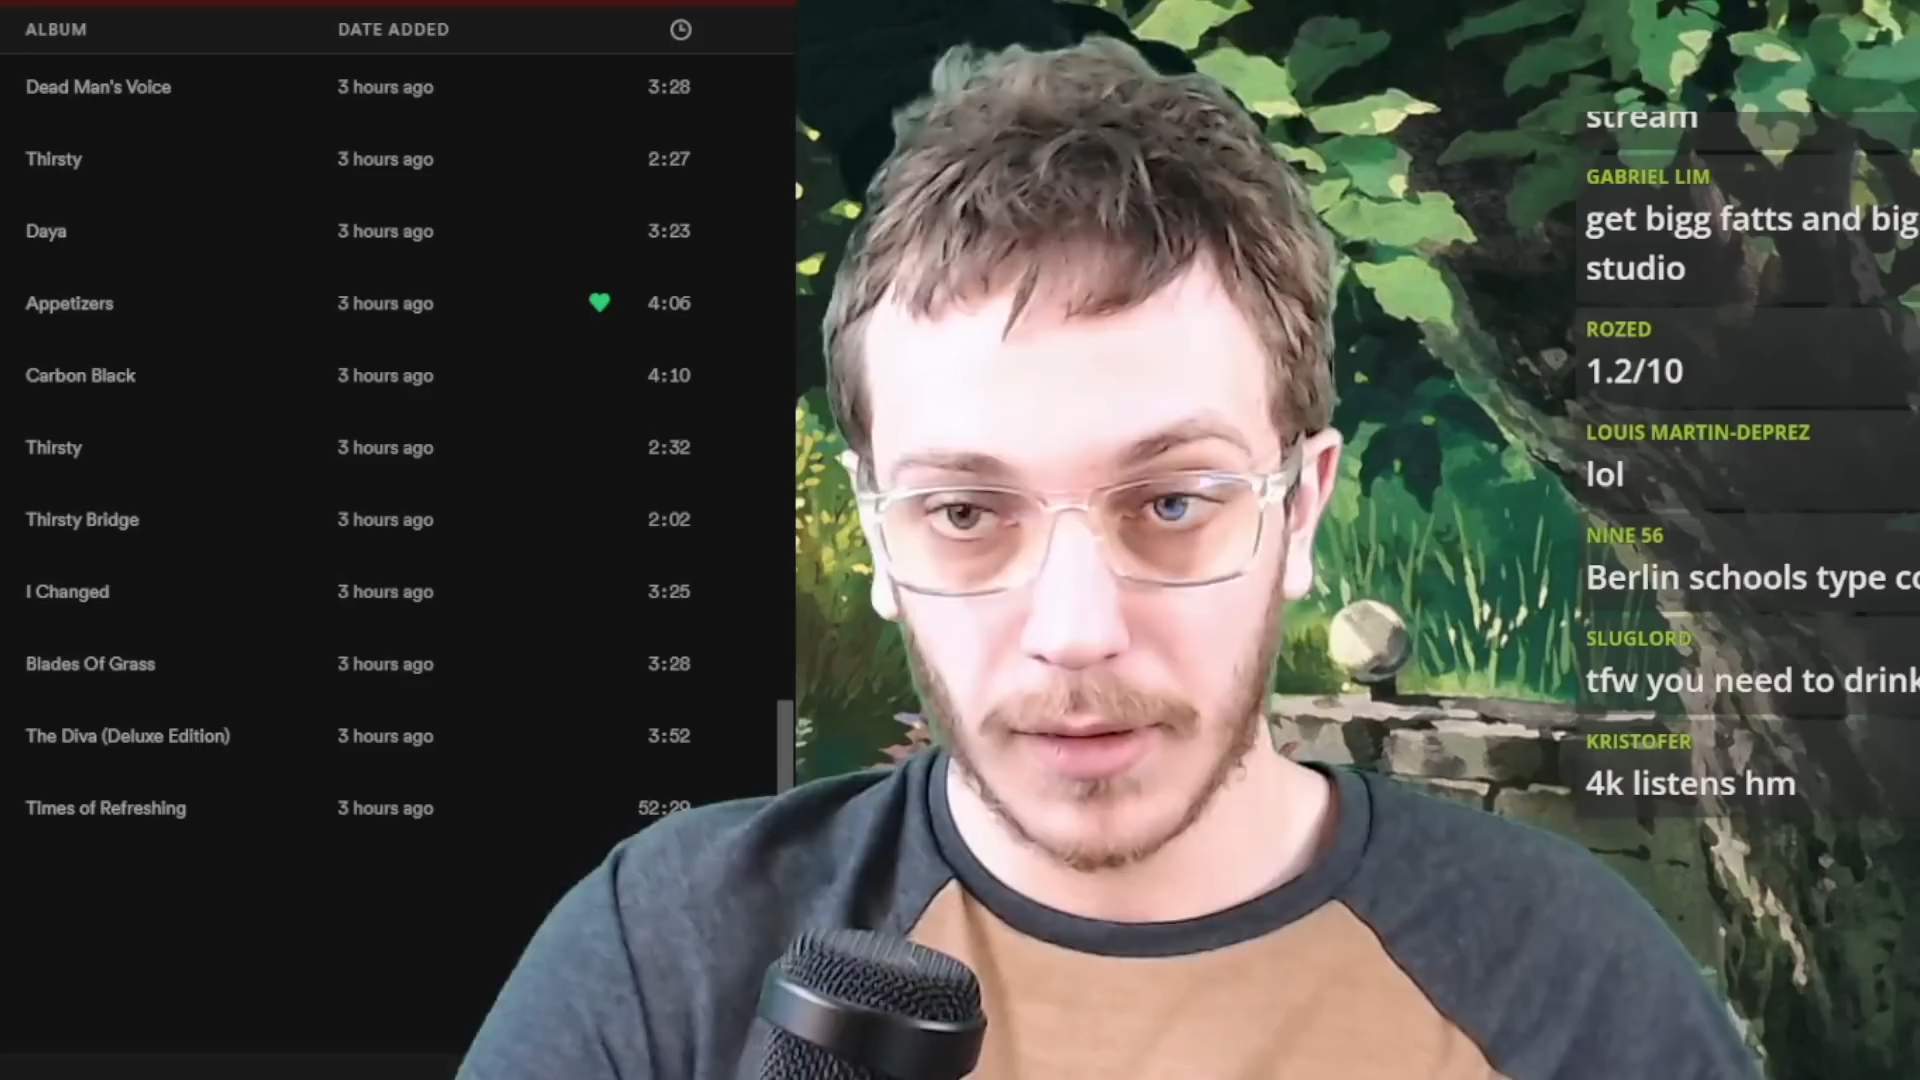 ALBUM DATE ADDED
Dead Man's Voice 3 hours ago 3:28
Thirsty 3 hours ago 2:27
Daya 3 hours ago 3:23
Appetizers 3 hours ago 4:06
Carbon Black 3 hours ago 4:10
Thirsty 3 hours ago 2:32
Thirsty Bridge 3 hours ago 2:02
I Changed 3 hours ago 3:25
Blades Of Grass 3 hours ago 3:28
The Diva (Deluxe Edition) 3 hours ago 3:52
TImes of Refreshing 3 hours ago 52:29
stream
GABRIEL LIM
get bigg fatts and big
studio
ROZED
1.2/10
LOUIS MARTIN-DEPREZ
lol
NINE 56
Berlin schools type
SLUGLORD
tfw you need to drink
KRISTOFER
4k listens hm